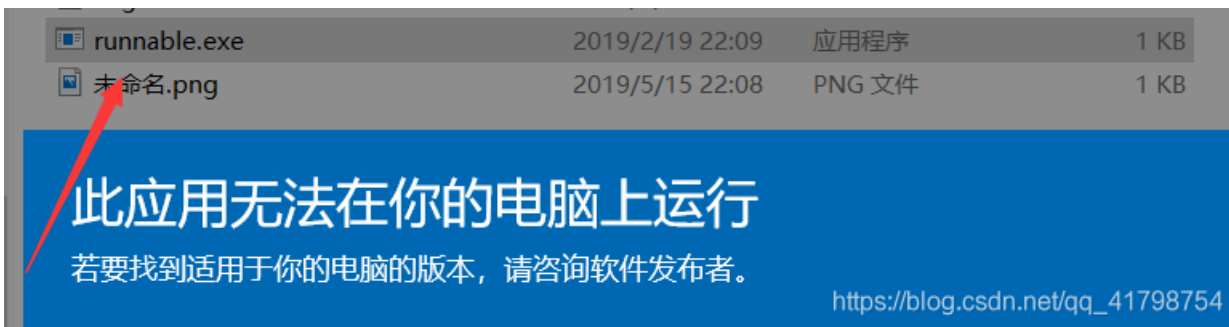 runnable.exe 2019/2/19 22:09 应用程序 1 KB
未命名.png 2019/5/15 22:08 PNG 文件 1 KB
此应用无法在你的电脑上运行
若要找到适用于你的电脑的版本，请咨询软件发布者。
https://blog.csdn.net/qq_41798754